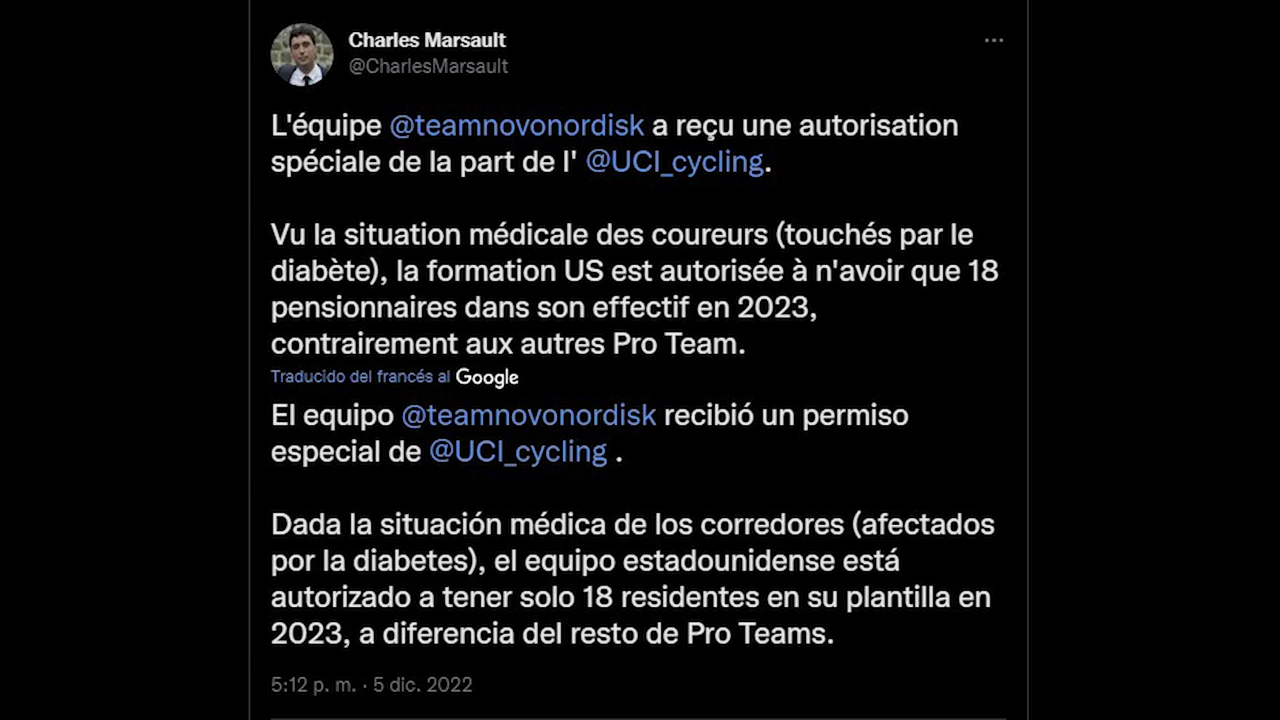 Charles Marsault
@CharlesMarsault
L'équipe @teamnovonordisk a reçu une autorisation
spéciale de la part de l' @UCI_cycling.
Vu la situation médicale des coureurs (touchés par le
diabète), la formation US est autorisée à n'avoir que 18
pensionnaires dans son effectif en 2023,
contrairement aux autres Pro Team.
Traducido del francés al Google
El equipo @teamnovonordisk recibió un permiso
especial de @UCI_cycling .
Dada la situación médica de los corredores (afectados
por la diabetes), el equipo estadounidense está
autorizado a tener solo 18 residentes en su plantilla en
2023, a diferencia del resto de Pro Teams.
5:12 p. m. · 5 dic. 2022